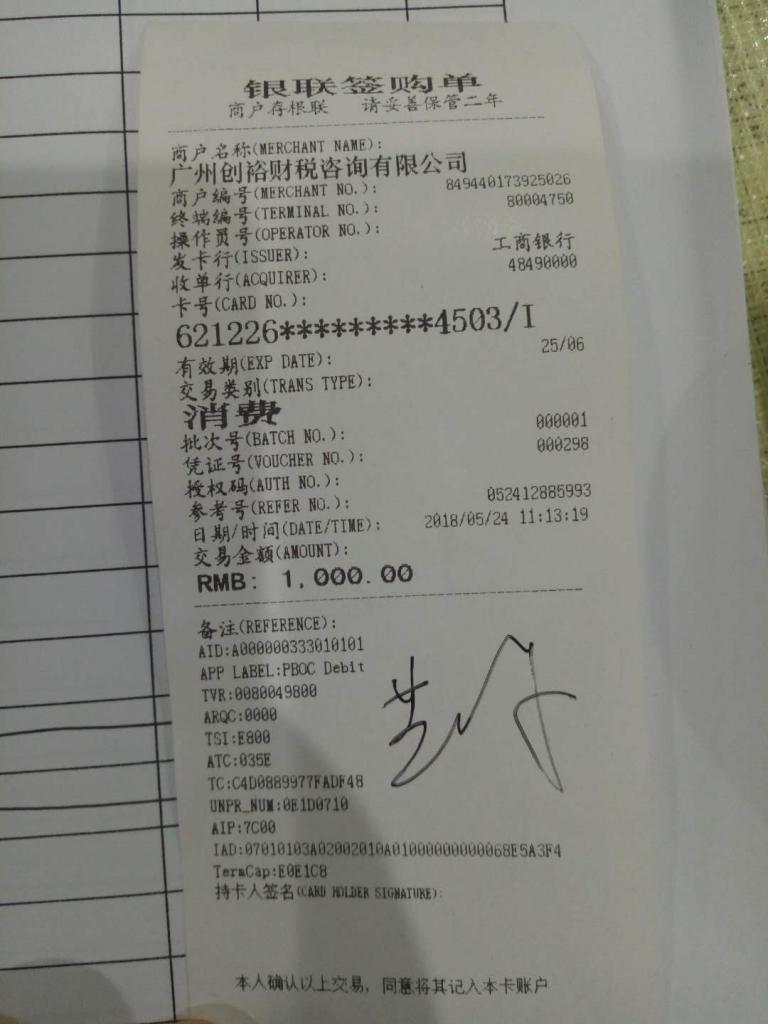 银联签购单
商户存根联 请妥善保管二年
商户名称(MERCHANT NAME):
广州创裕财税咨询有限公司
商户编号(MERCHANT NO.): 849440173925026
终端编号(TERMINAL NO.): 80004750
操作员号(OPERATOR NO.):
发卡行(ISSUER): 工商银行
收单行(ACQUIRER): 48490000
卡号(CARD NO.):
621226*********4503/I
有效期(EXP DATE): 25/06
交易类别(TRANS TYPE):
消费
批次号(BATCH NO.): 000001
凭证号(VOUCHER NO.): 000298
授权码(AUTH NO.):
参考号(REFER NO.): 052412885993
日期/时间(DATE/TIME): 2018/05/24 11:13:19
交易金额(AMOUNT):
RMB: 1,000.00
备注(REFERENCE):
AID:A000000333010101
APP LABEL:PBOC Debit
TVR:0080049800
ARQC:0000
TSI:E800
ATC:035E
TC:C4D0889977FADF48
UNPR_NUM:0E1D0710
AIP:7C00
IAD:07010103A02002010A01000000000068E5A3F4
TermCap:E0E1C8
持卡人签名(CARD HOLDER SIGNATURE):
本人确认以上交易,同意将其记入本卡账户